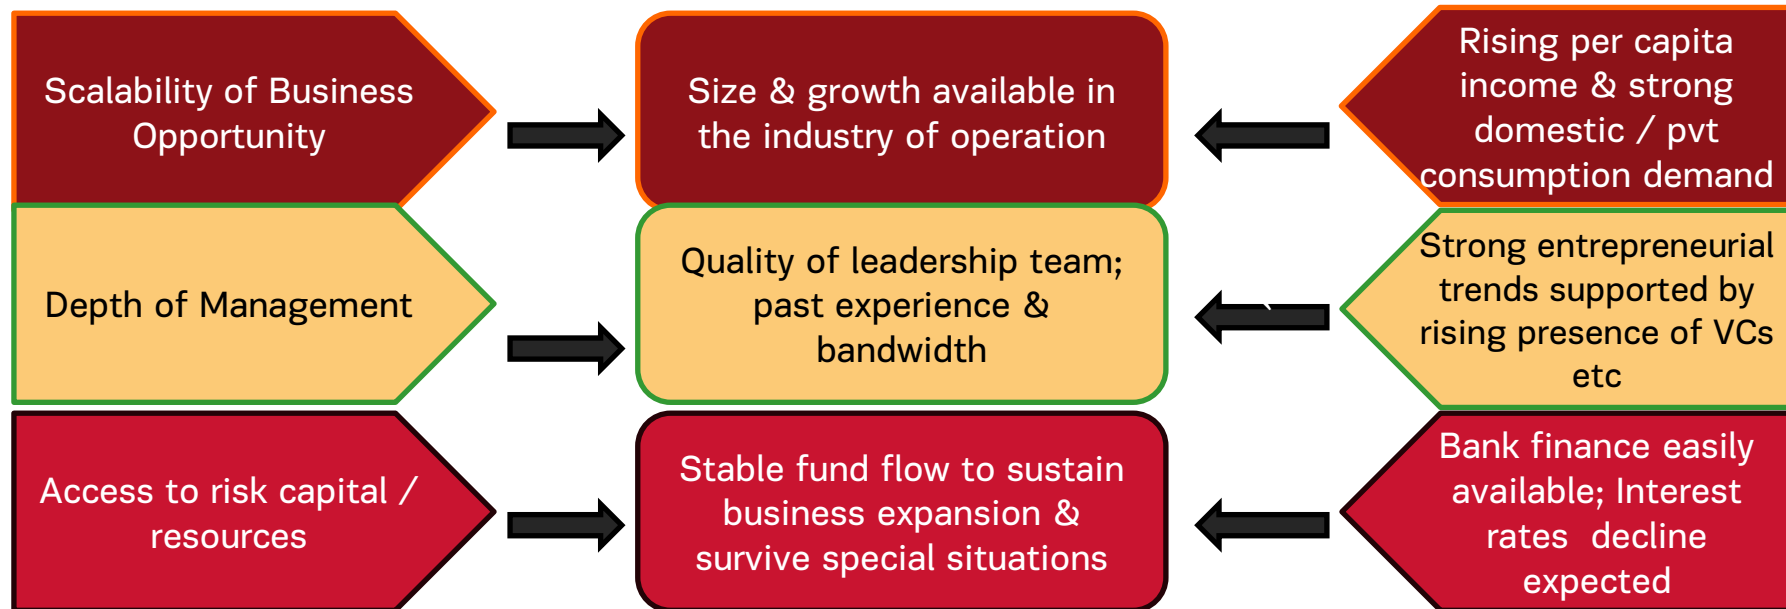 Scalability of Business
Opportunity
Size & growth available in
the industry of operation
Rising per capita
income & strong
domestic / pvt
consumption demand
Depth of Management
Quality of leadership team;
past experience &
bandwidth
Strong entrepreneurial
trends supported by
rising presence of VCs
etc
Access to risk capital /
resources
Stable fund flow to sustain
business expansion &
survive special situations
Bank finance easily
available; Interest
rates  decline
expected